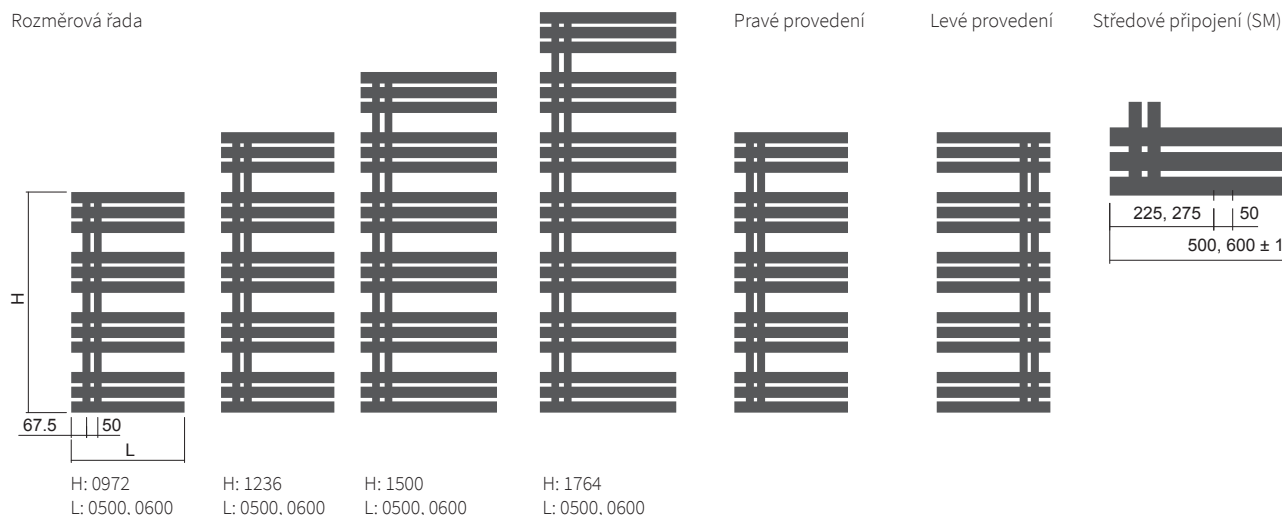 Rozměrová řada
Pravé provedení
Levé provedení
Středové připojení (SM)
H
67.5
50
L
225, 275
50
500, 600 ± 1
H: 0972
L: 0500, 0600
H: 1236
L: 0500, 0600
H: 1500
L: 0500, 0600
H: 1764
L: 0500, 0600